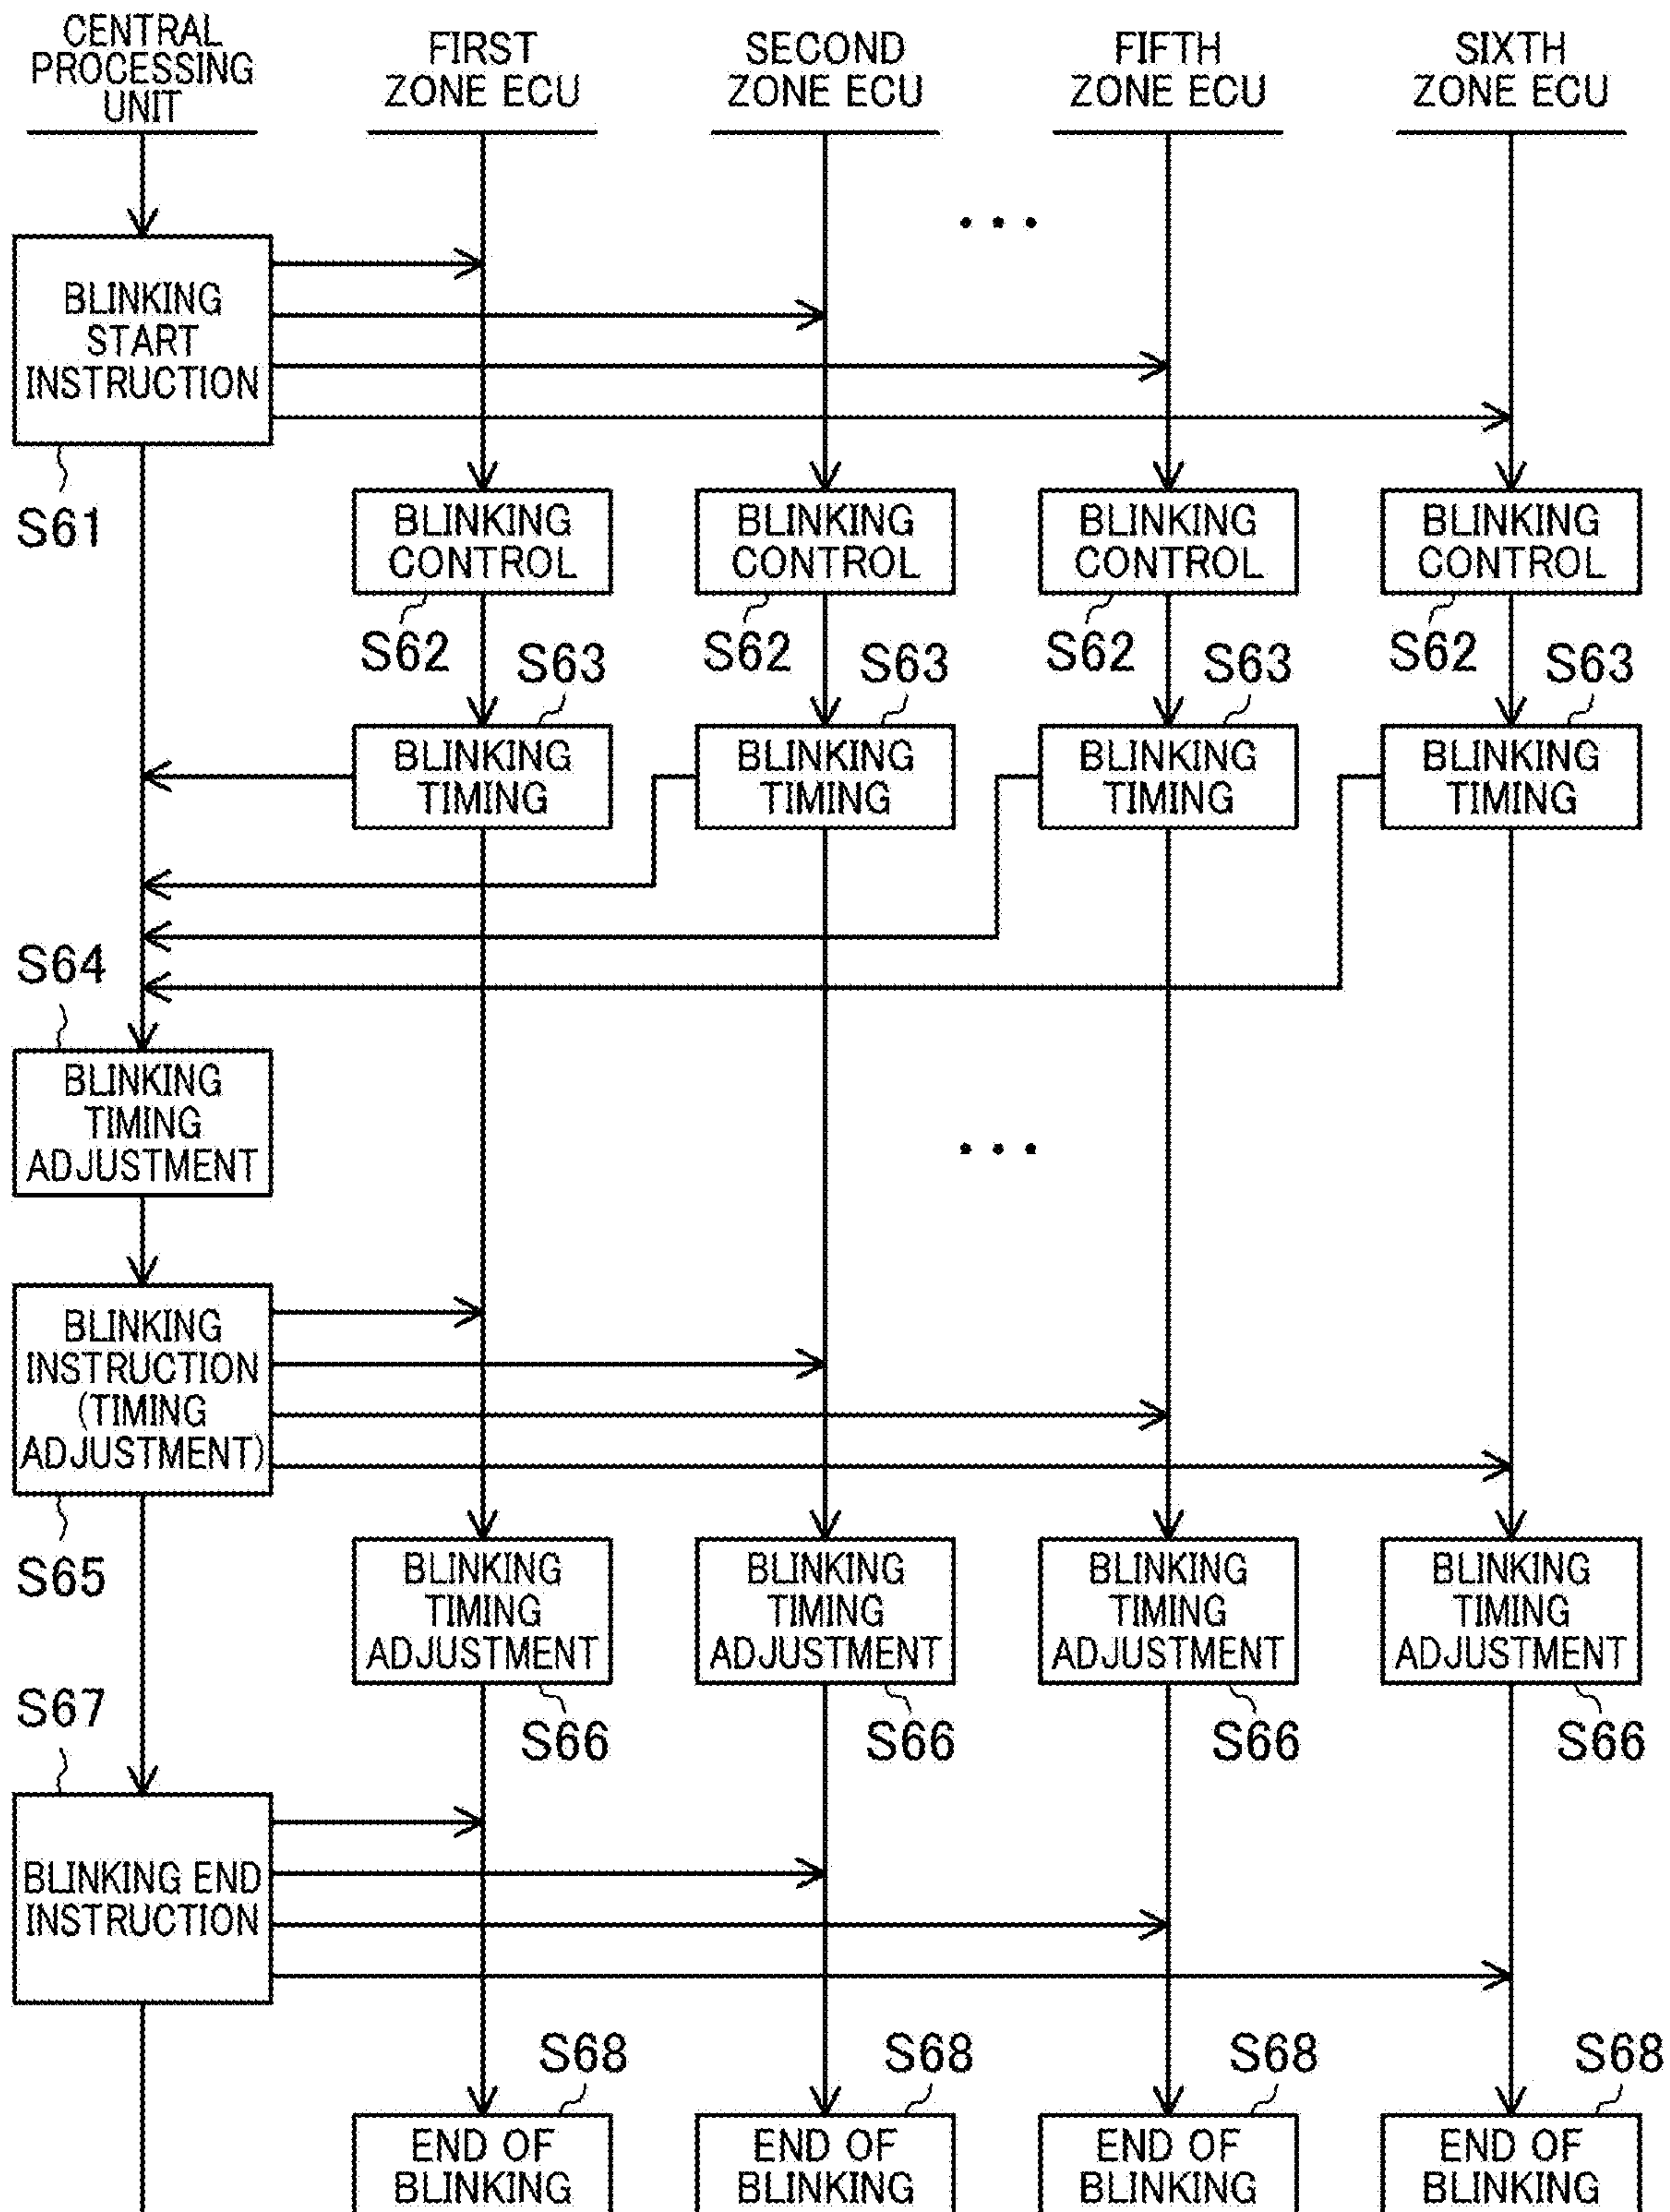 CENTRAL
PROCESSING
UNIT
FIRST
ZONE ECU
SECOND
ZONE ECU
FIFTH
ZONE ECU
SIXTH
ZONE ECU
BLINKING
START
INSTRUCTION
S61
BLINKING
CONTROL
BLINKING
CONTROL
BLINKING
CONTROL
BLINKING
CONTROL
S62
S62
S62
S62
S63
S63
S63
S63
BLINKING
TIMING
BLINKING
TIMING
BLINKING
TIMING
BLINKING
TIMING
S64
BLINKING
TIMING
ADJUSTMENT
BLINKING
INSTRUCTION
(TIMING
ADJUSTMENT)
S65
BLINKING
TIMING
ADJUSTMENT
BLINKING
TIMING
ADJUSTMENT
BLINKING
TIMING
ADJUSTMENT
BLINKING
TIMING
ADJUSTMENT
S66
S66
S66
S66
S67
BLINKING END
INSTRUCTION
S68
S68
S68
S68
END OF
BLINKING
END OF
BLINKING
END OF
BLINKING
END OF
BLINKING